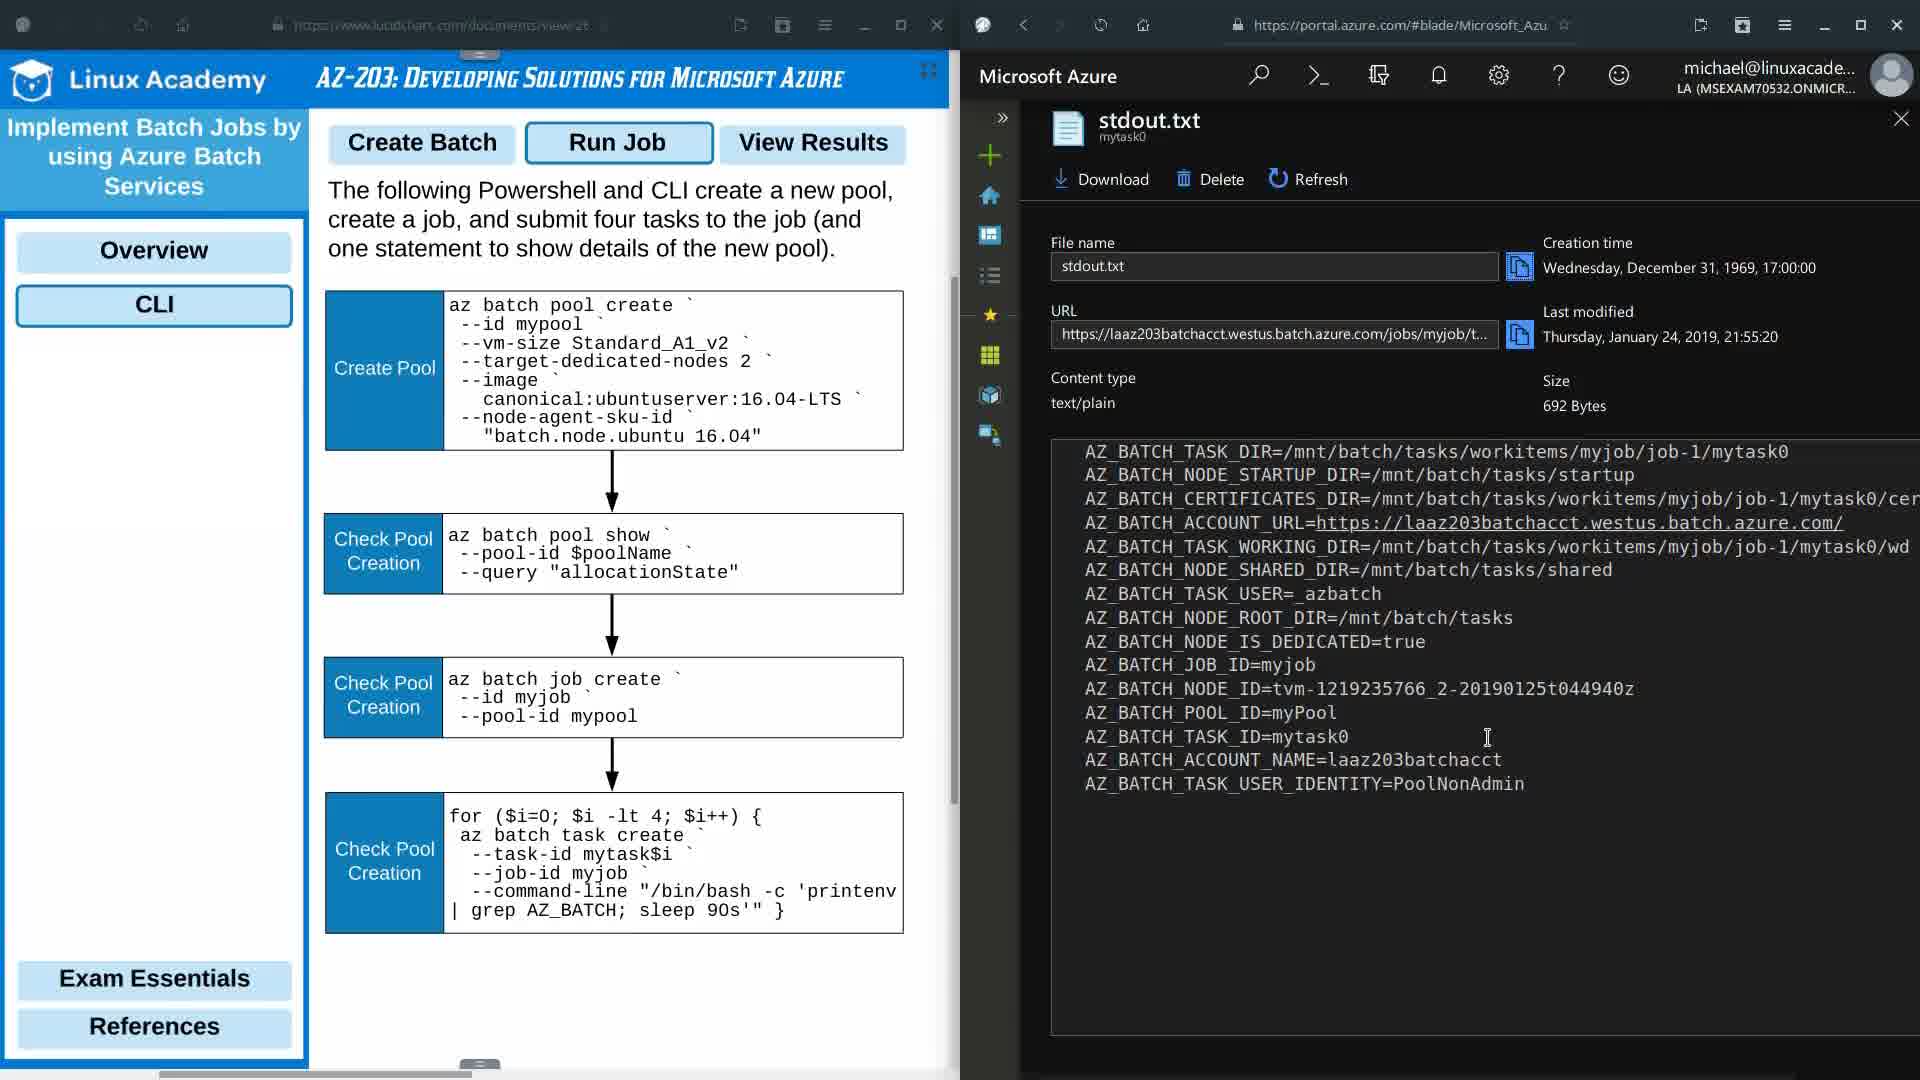 https://www.lucidchart.com/documents/view/2e
Linux Academy
AZ-203: Developing Solutions for Microsoft Azure
Implement Batch Jobs by
using Azure Batch
Services
Overview
CLI
Exam Essentials
References
Create Batch
Run Job
View Results
The following Powershell and CLI create a new pool,
create a job, and submit four tasks to the job (and
one statement to show details of the new pool).
Create Pool
az batch pool create `
--id mypool `
--vm-size Standard_A1_v2 `
--target-dedicated-nodes 2 `
--image `
canonical:ubuntuserver:16.04-LTS `
--node-agent-sku-id `
"batch.node.ubuntu 16.04"
Check Pool
Creation
az batch pool show `
--pool-id $poolName `
--query "allocationState"
Check Pool
Creation
az batch job create `
--id myjob `
--pool-id mypool
Check Pool
Creation
for ($i=0; $i -lt 4; $i++) {
az batch task create `
--task-id mytask$i `
--job-id myjob `
--command-line "/bin/bash -c 'printenv
| grep AZ_BATCH; sleep 90s'" }
https://portal.azure.com/#blade/Microsoft_Azu
Microsoft Azure
michael@linuxacade...
LA (MSEXAM70532.ONMICR...
stdout.txt
mytask0
Download
Delete
Refresh
File name
stdout.txt
Creation time
Wednesday, December 31, 1969, 17:00:00
URL
https://laaz203batchacct.westus.batch.azure.com/jobs/myjob/t...
Last modified
Thursday, January 24, 2019, 21:55:20
Content type
text/plain
Size
692 Bytes
AZ_BATCH_TASK_DIR=/mnt/batch/tasks/workitems/myjob/job-1/mytask0
AZ_BATCH_NODE_STARTUP_DIR=/mnt/batch/tasks/startup
AZ_BATCH_CERTIFICATES_DIR=/mnt/batch/tasks/workitems/myjob/job-1/mytask0/cer
AZ_BATCH_ACCOUNT_URL=https://laaz203batchacct.westus.batch.azure.com/
AZ_BATCH_TASK_WORKING_DIR=/mnt/batch/tasks/workitems/myjob/job-1/mytask0/wd
AZ_BATCH_NODE_SHARED_DIR=/mnt/batch/tasks/shared
AZ_BATCH_TASK_USER=_azbatch
AZ_BATCH_NODE_ROOT_DIR=/mnt/batch/tasks
AZ_BATCH_NODE_IS_DEDICATED=true
AZ_BATCH_JOB_ID=myjob
AZ_BATCH_NODE_ID=tvm-1219235766_2-20190125t044940z
AZ_BATCH_POOL_ID=myPool
AZ_BATCH_TASK_ID=mytask0
AZ_BATCH_ACCOUNT_NAME=laaz203batchacct
AZ_BATCH_TASK_USER_IDENTITY=PoolNonAdmin